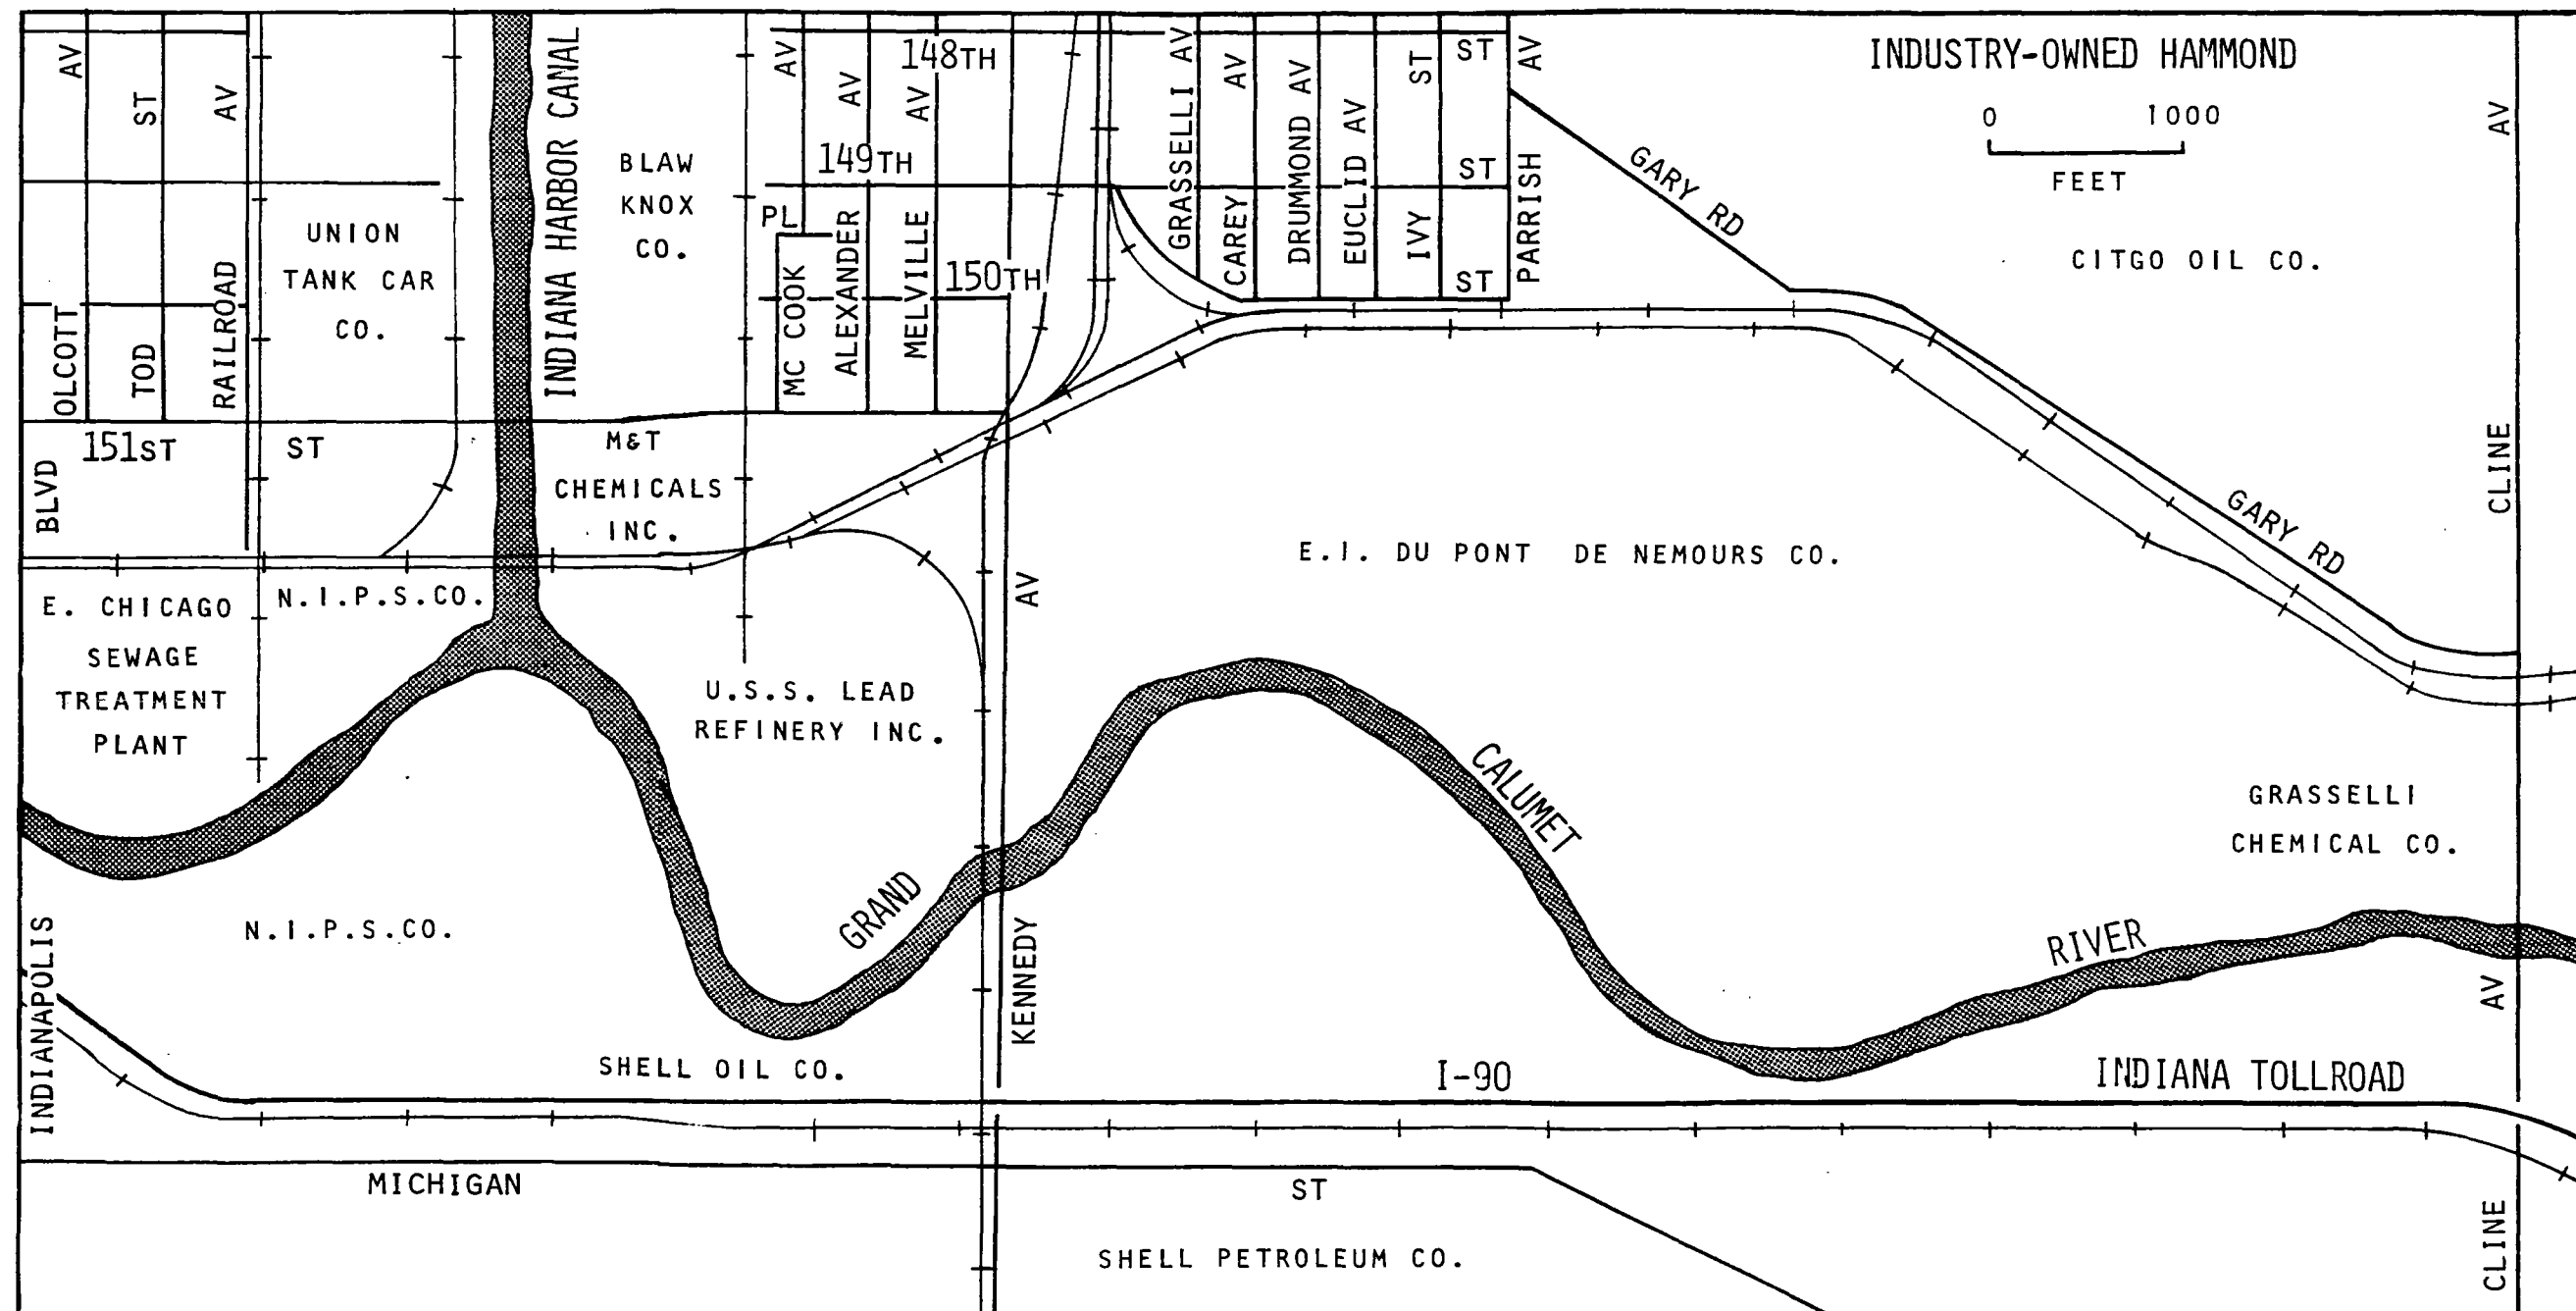 INDUSTRY-OWNED HAMMOND
0 1000
FEET
AV
ST
AV
INDIANA HARBOR CANAL
AV
AV
AV
148TH
GRASSELLI AV
AV
DRUMMOND AV
EUCLID AV
ST
ST
AV
AV
149TH
ST
BLAW
KNOX
CO.
GARY RD
UNION
TANK CAR
CO.
PL
CAREY
IVY
PARRISH
CITGO OIL CO.
150TH
ST
OLCOTT
TOD
RAILROAD
MC COOK
ALEXANDER
MELVILLE
151ST
ST
BLVD
M&T
CHEMICALS
INC.
CLINE
GARY RD
E.I. DU PONT DE NEMOURS CO.
AV
E. CHICAGO
SEWAGE
TREATMENT
PLANT
N.I.P.S.CO.
U.S.S. LEAD
REFINERY INC.
GRAND
CALUMET
RIVER
GRASSELLI
CHEMICAL CO.
N.I.P.S.CO.
INDIANAPOLIS
KENNEDY
AV
SHELL OIL CO.
I-90
INDIANA TOLLROAD
MICHIGAN
ST
SHELL PETROLEUM CO.
CLINE